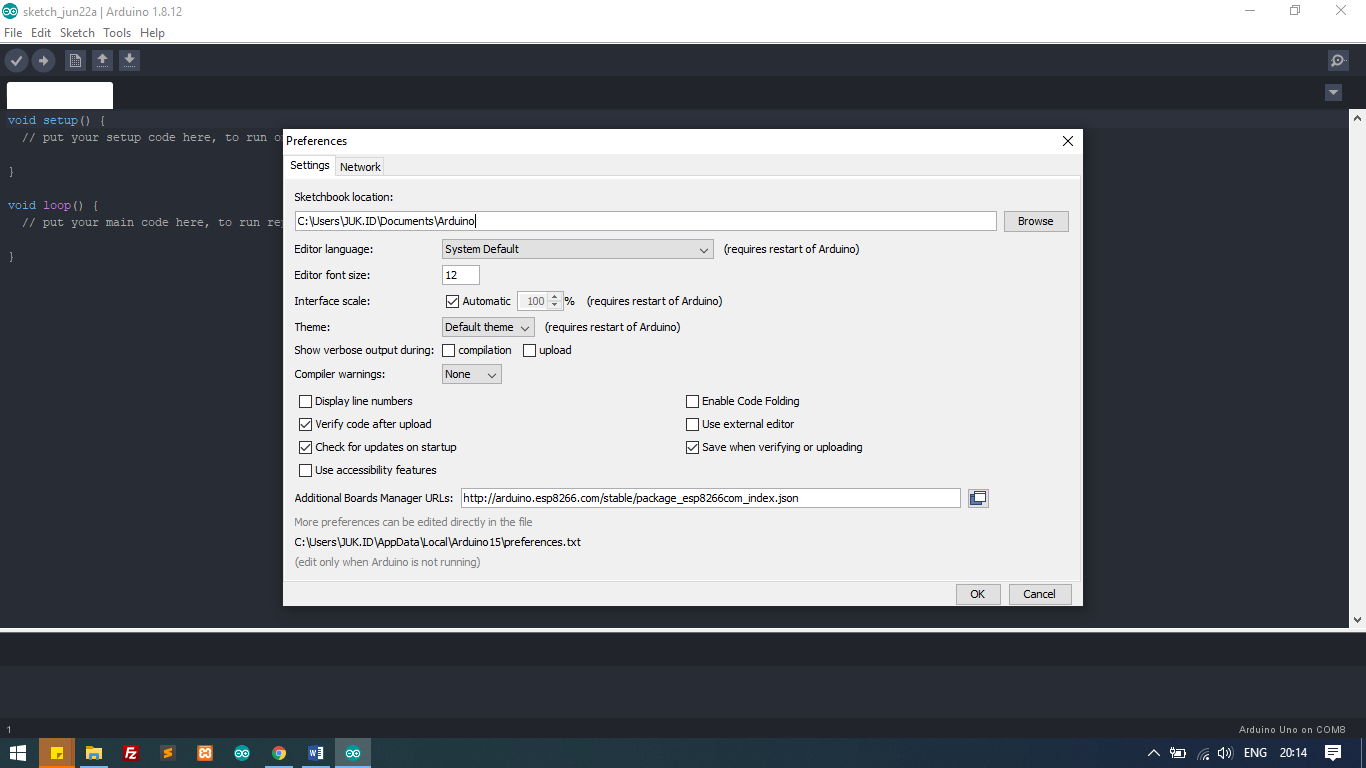 sketch_jun22a | Arduino 1.8.12
File Edit Sketch Tools Help
void setup() {
// put your setup code here, to run o
}
void loop() {
// put your main code here, to run re
}
Preferences
Settings Network
Sketchbook location:
C:\Users\JUK.ID\Documents\Arduino
Browse
Editor language: System Default (requires restart of Arduino)
Editor font size: 12
Interface scale: Automatic 100 % (requires restart of Arduino)
Theme: Default theme (requires restart of Arduino)
Show verbose output during: compilation upload
Compiler warnings: None
Display line numbers Enable Code Folding
Verify code after upload Use external editor
Check for updates on startup Save when verifying or uploading
Use accessibility features
Additional Boards Manager URLs: http://arduino.esp8266.com/stable/package_esp8266com_index.json
More preferences can be edited directly in the file
C:\Users\JUK.ID\AppData\Local\Arduino15\preferences.txt
(edit only when Arduino is not running)
OK Cancel
1
Arduino Uno on COM8
ENG 20:14